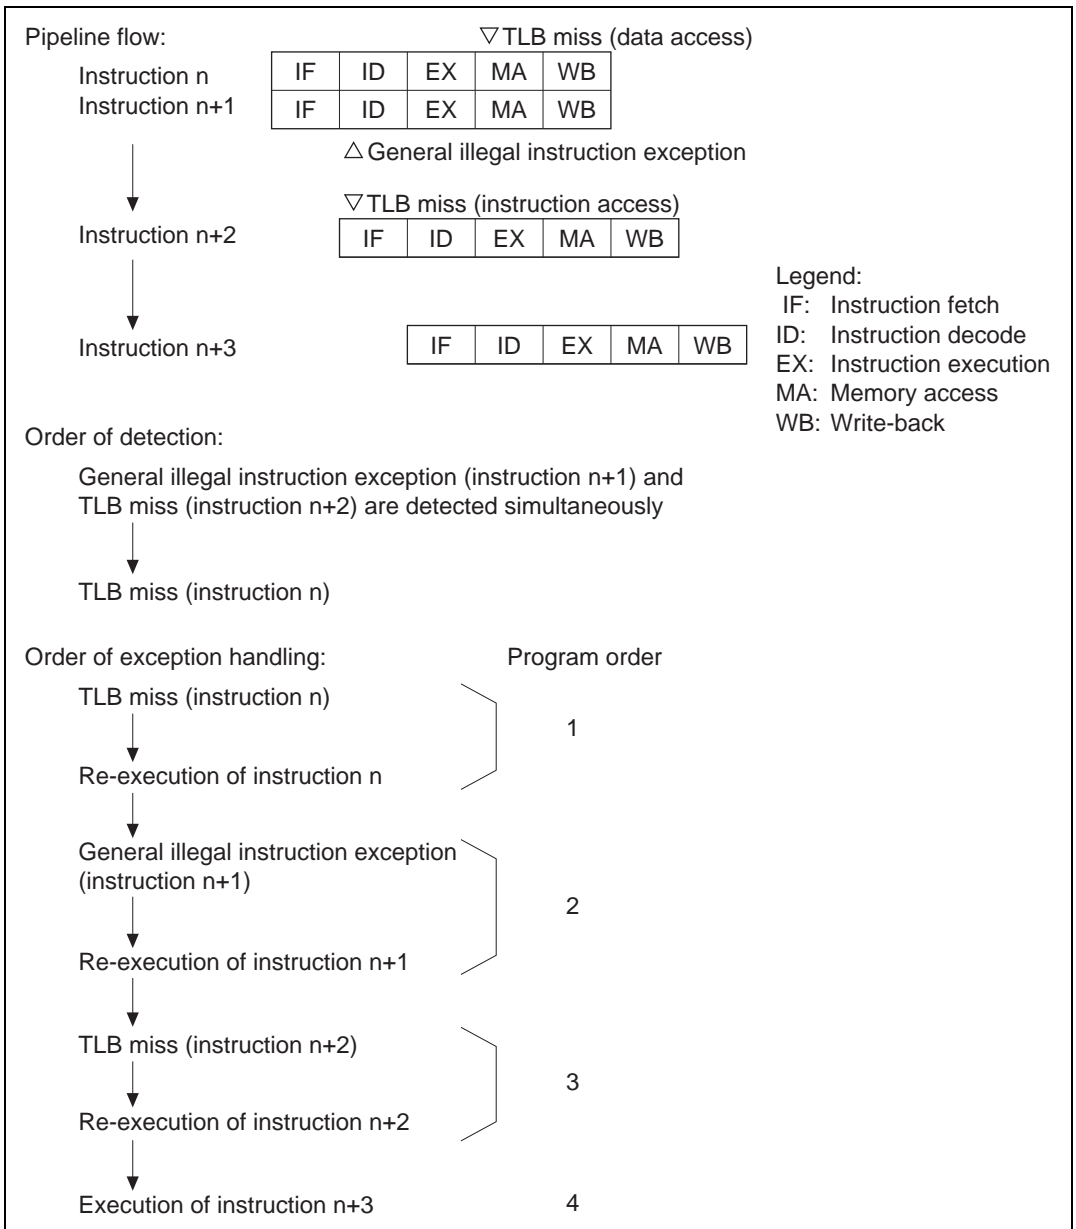 Pipeline flow:
▽TLB miss (data access)
Instruction n IF ID EX MA WB
Instruction n+1 IF ID EX MA WB
△General illegal instruction exception
▽TLB miss (instruction access)
Instruction n+2 IF ID EX MA WB
Instruction n+3 IF ID EX MA WB
Legend:
IF: Instruction fetch
ID: Instruction decode
EX: Instruction execution
MA: Memory access
WB: Write-back
Order of detection:
General illegal instruction exception (instruction n+1) and
TLB miss (instruction n+2) are detected simultaneously
TLB miss (instruction n)
Order of exception handling: Program order
TLB miss (instruction n)
1
Re-execution of instruction n
General illegal instruction exception
(instruction n+1)
2
Re-execution of instruction n+1
TLB miss (instruction n+2)
3
Re-execution of instruction n+2
Execution of instruction n+3 4